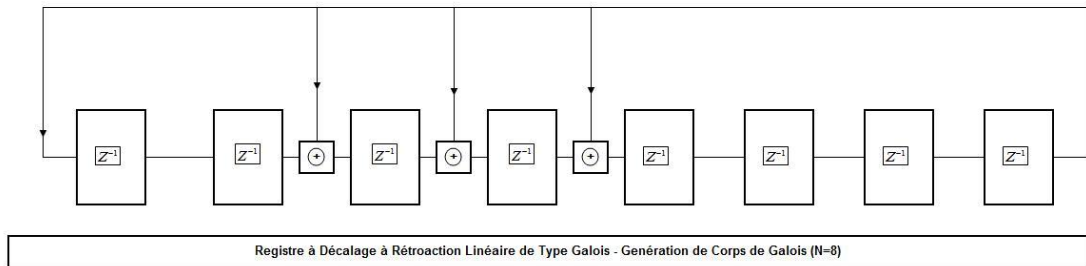 Z⁻¹ Z⁻¹ + Z⁻¹ + Z⁻¹ + Z⁻¹ Z⁻¹ Z⁻¹ Z⁻¹
Registre à Décalage à Rétroaction Linéaire de Type Galois - Genération de Corps de Galois (N=8)